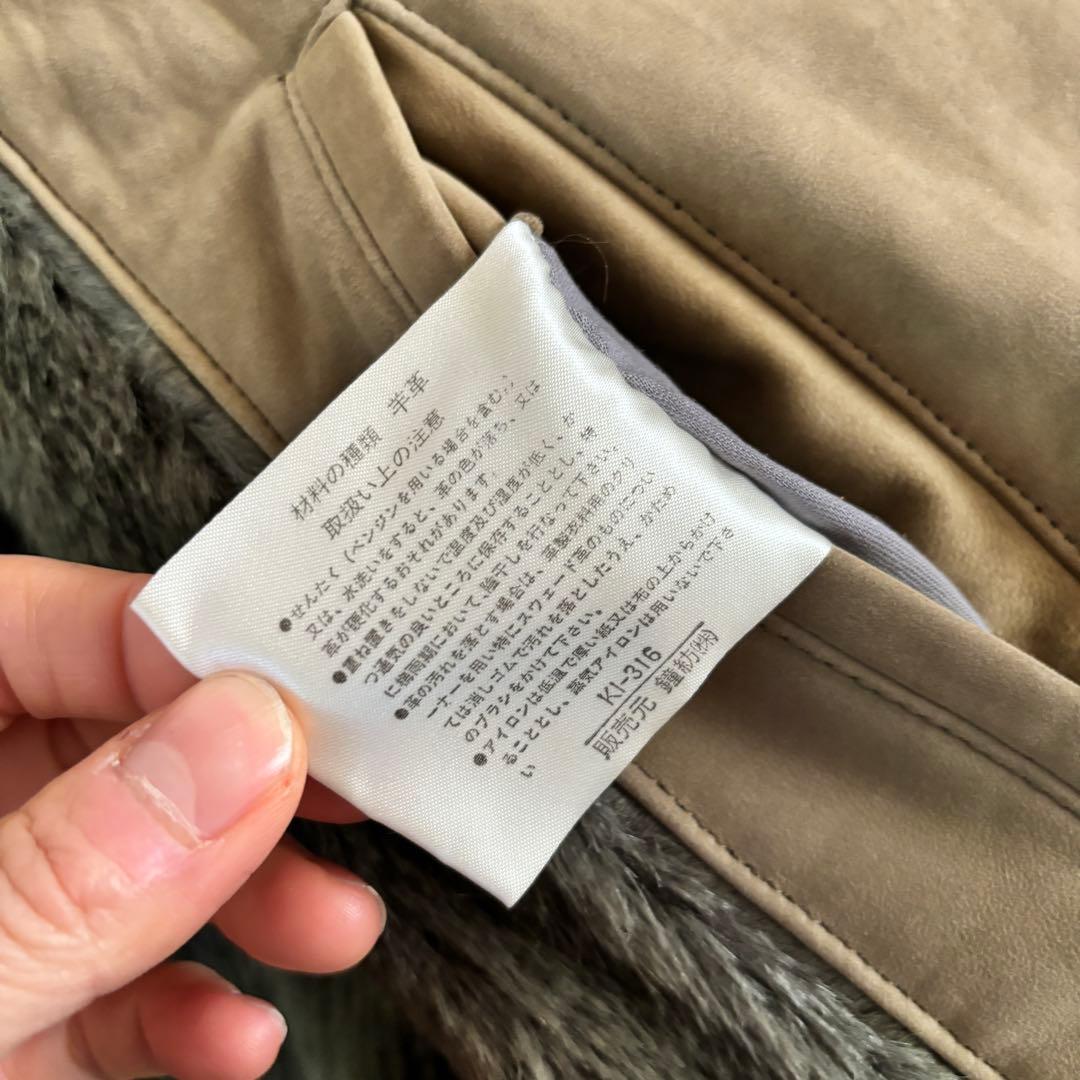 材料の種類 羊革
取扱い上の注意
●せんたく(ベンジンを用いる場合を含む。)
又は、水洗いをすると、革の色が落ち、又は
革が硬化するおそれがあります。
●重ね置きをしないで温度及び湿度が低く、か
つ通気の良いところに保存することとし、特
に梅雨期において、陰干しを行なって下さい。
●革の汚れを落とす場合は、革製衣料用のクリ
ーナーを用い特にスウェード革のものについ
ては消しゴムで汚れを落としたうえ、かため
のブラシをかけて下さい。
●アイロンは低温で厚い紙又は布の上からかけ
ることとし、蒸気アイロンは用いないで下さ
い
KJ-316
販売元 鐘紡㈱